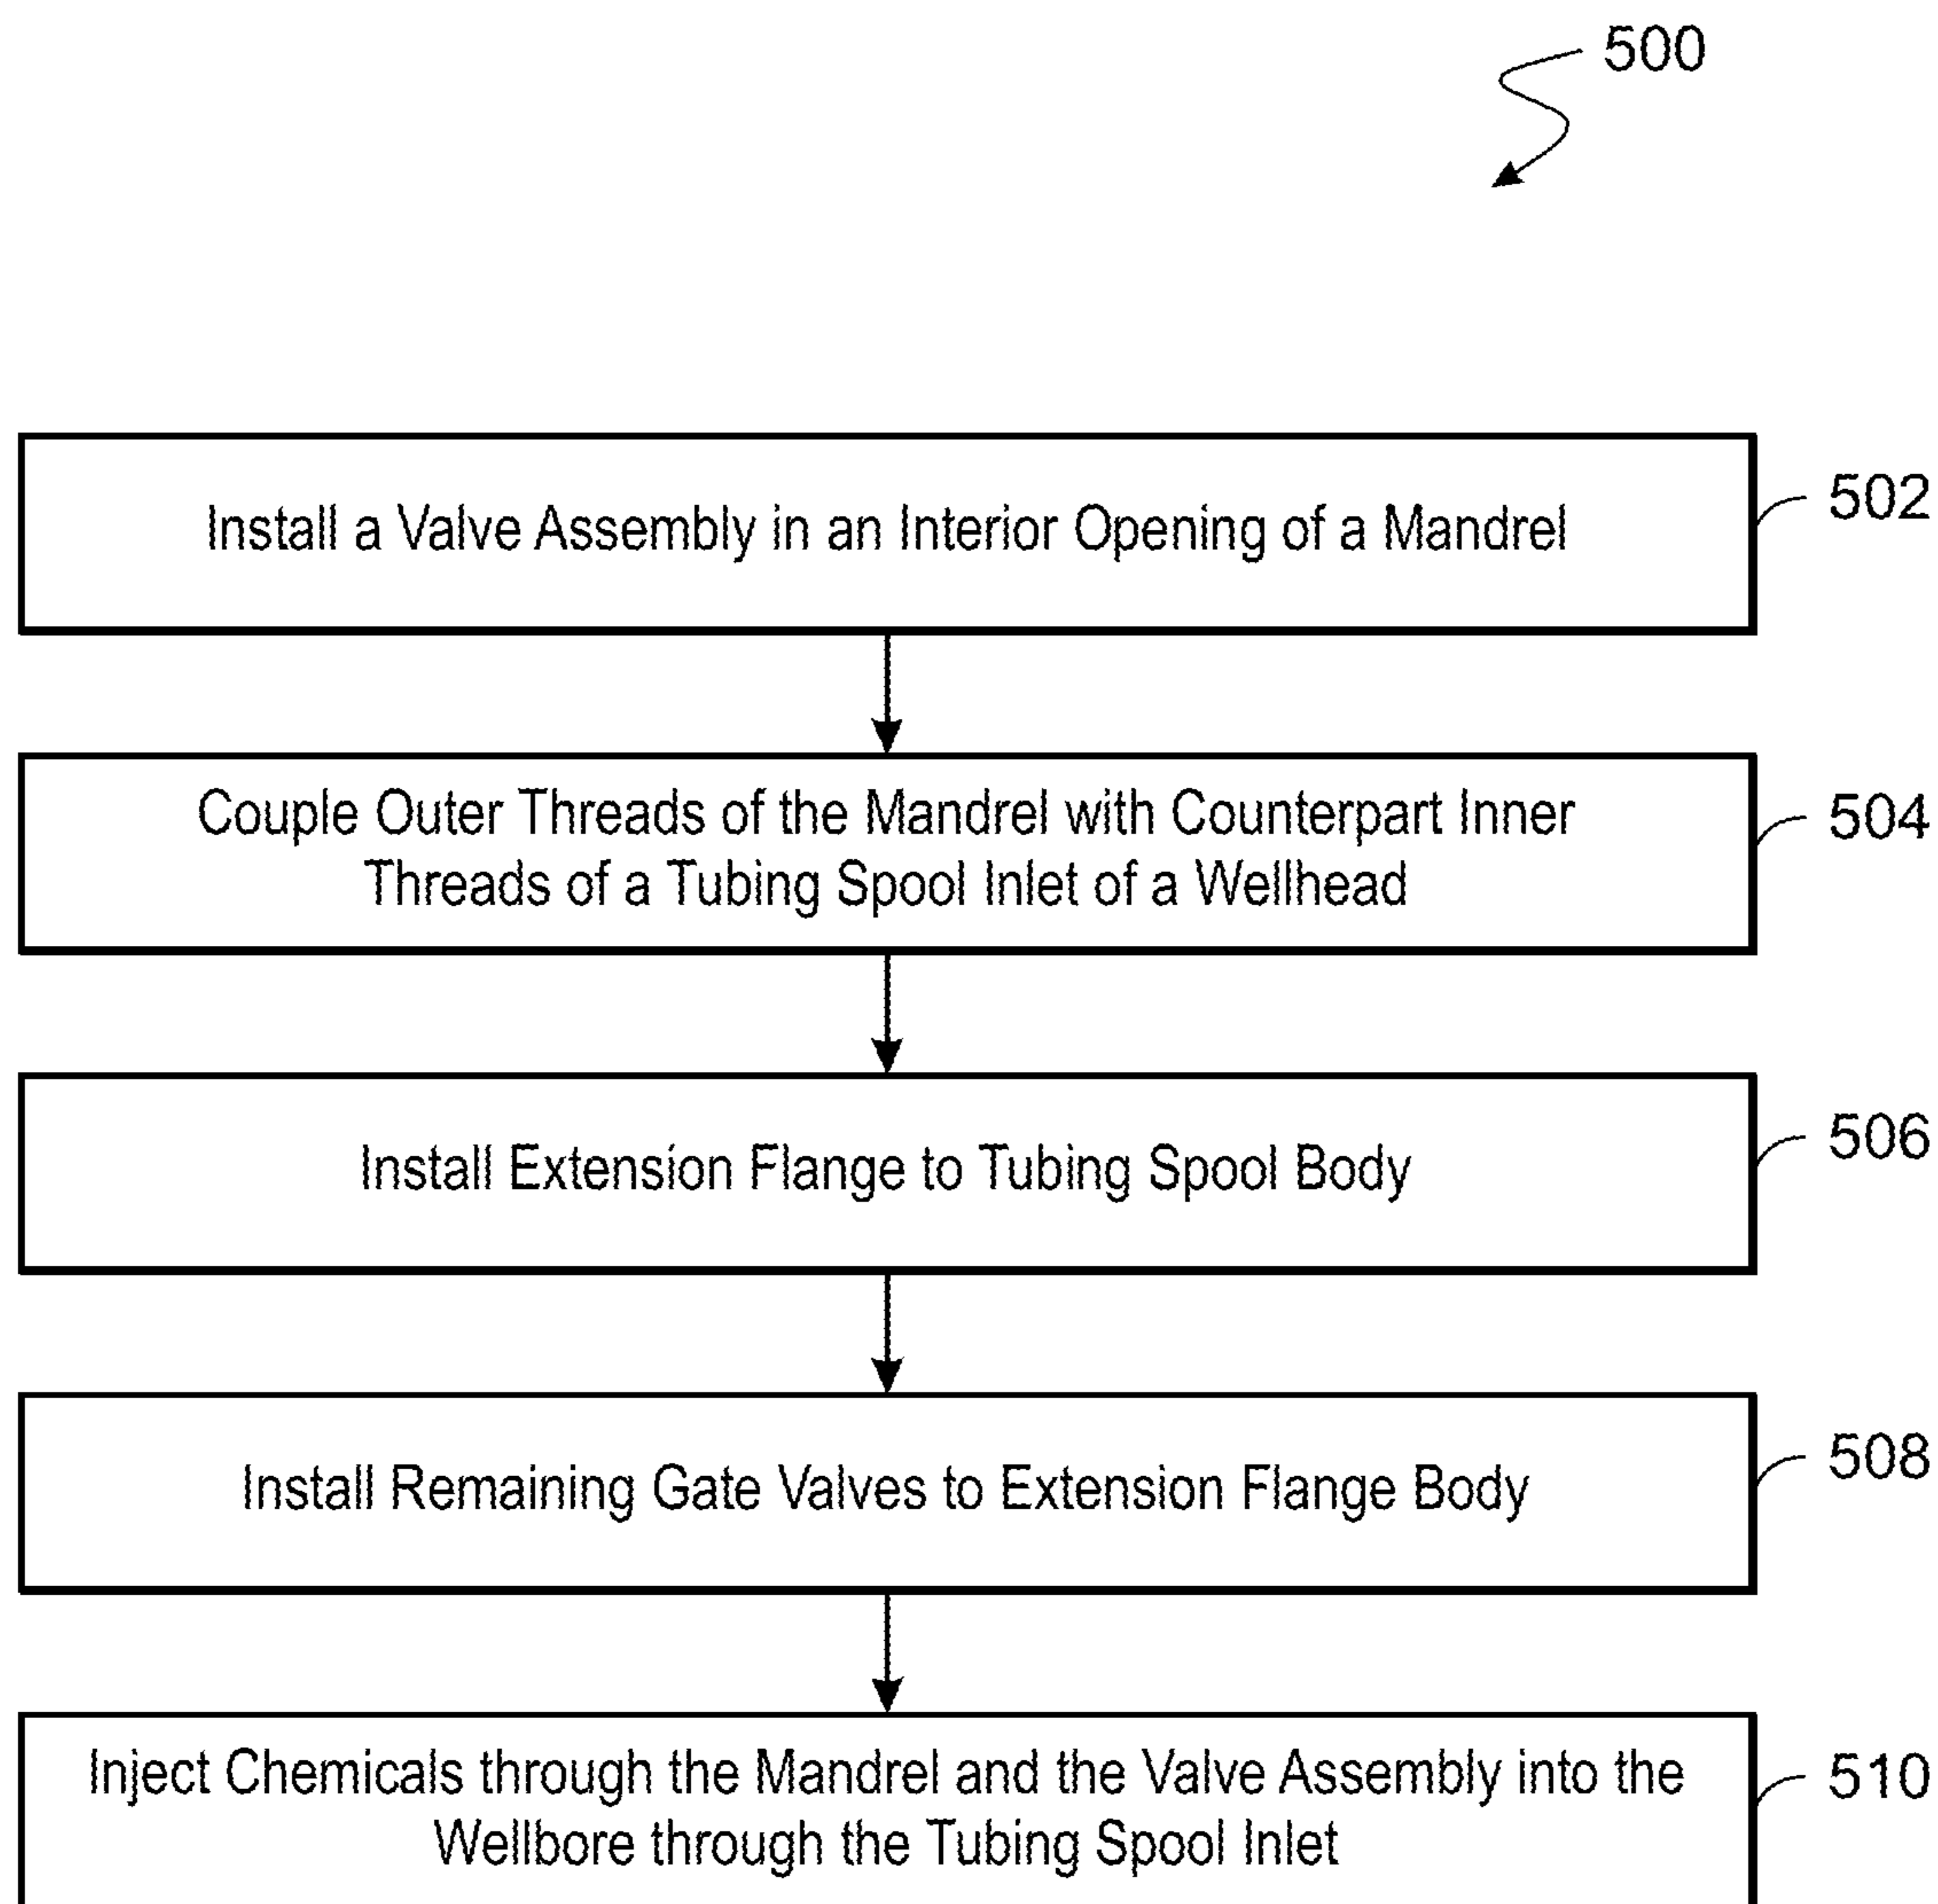 500
Install a Valve Assembly in an Interior Opening of a Mandrel
502
Couple Outer Threads of the Mandrel with Counterpart Inner
Threads of a Tubing Spool Inlet of a Wellhead
504
Install Extension Flange to Tubing Spool Body
506
Install Remaining Gate Valves to Extension Flange Body
508
Inject Chemicals through the Mandrel and the Valve Assembly into the
Wellbore through the Tubing Spool Inlet
510